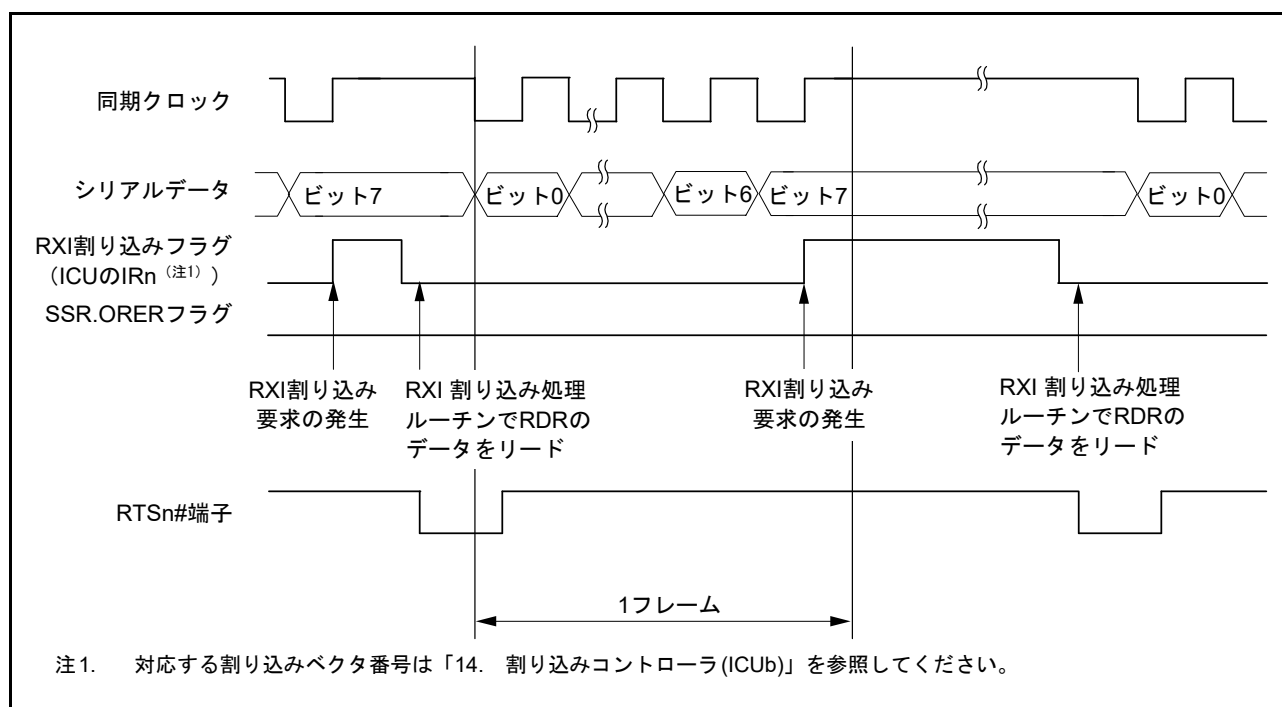 同期クロック
シリアルデータ
ビット7
ビット0
ビット6
ビット7
ビット0
RXI割り込みフラグ
（ICUのIRn（注1））
SSR.ORERフラグ
RXI割り込み
要求の発生
RXI 割り込み処理
ルーチンでRDRの
データをリード
RXI割り込み
要求の発生
RXI 割り込み処理
ルーチンでRDRの
データをリード
RTSn#端子
1フレーム
注1. 対応する割り込みベクタ番号は「14. 割り込みコントローラ(ICUb)」を参照してください。